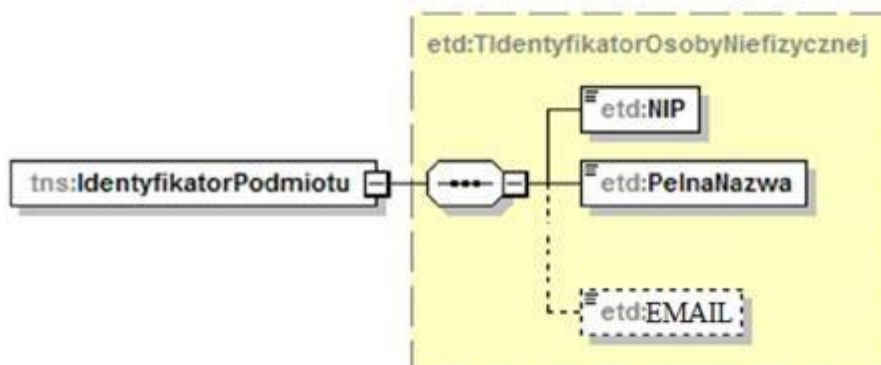 etd:TIdentyfikatorOsobyNiefizycznej
etd:NIP
tns:IdentyfikatorPodmiotu
etd:PelnaNazwa
etd:EMAIL